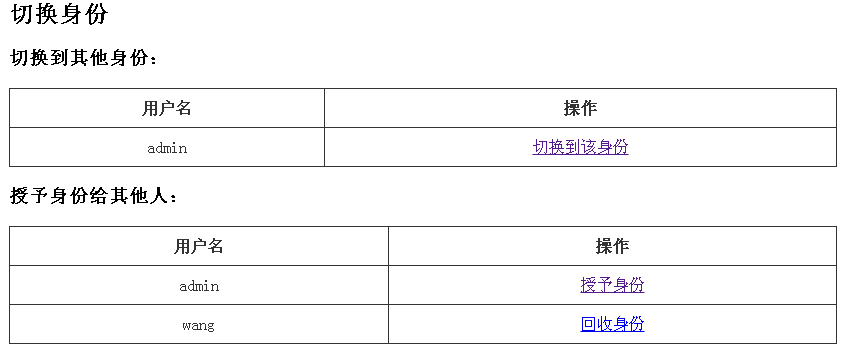 切换身份
切换到其他身份：
用户名 操作
admin 切换到该身份
授予身份给其他人：
用户名 操作
admin 授予身份
wang 回收身份